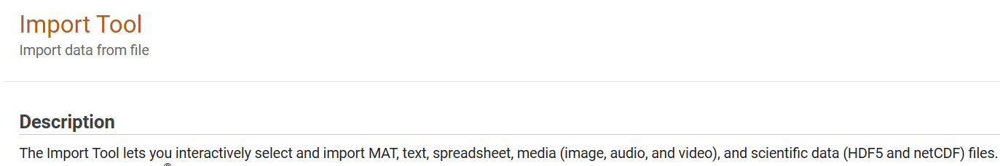 Import Tool
Import data from file
Description
The Import Tool lets you interactively select and import MAT, text, spreadsheet, media (image, audio, and video), and scientific data (HDF5 and netCDF) files.